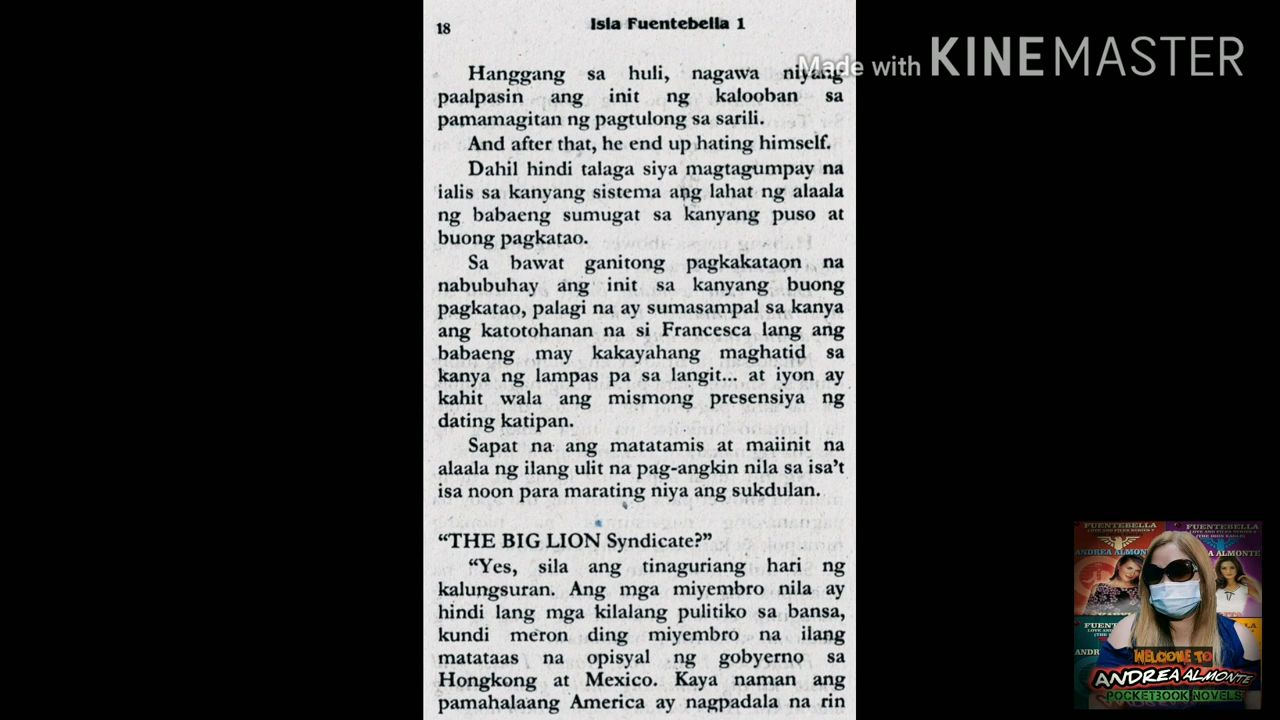 18
Isla Fuentebella 1
Made with KINEMASTER
Hanggang sa huli, nagawa niyang
paalpasin ang init ng kalooban sa
pamamagitan ng pagtulong sa sarili.
And after that, he end up hating himself.
Dahil hindi talaga siya magtagumpay na
ialis sa kanyang sistema ang lahat ng alaala
ng babaeng sumugat sa kanyang puso at
buong pagkatao.
Sa bawat ganitong pagkakataon na
nabubuhay ang init sa kanyang buong
pagkatao, palagi na ay sumasampal sa kanya
ang katotohanan na si Francesca lang ang
babaeng may kakayahang maghatid sa
kanya ng lampas pa sa langit... at iyon ay
kahit wala ang mismong presensiya ng
dating katipan.
Sapat na ang matatamis at maiinit na
alaala ng ilang ulit na pag-angkin nila sa isa't
isa noon para marating niya ang sukdulan.
"THE BIG LION Syndicate?"
"Yes, sila ang tinaguriang hari ng
kalungsuran. Ang mga miyembro nila ay
hindi lang mga kilalang pulitiko sa bansa,
kundi meron ding miyembro na ilang
matataas na opisyal ng gobyerno sa
Hongkong at Mexico. Kaya naman ang
pamahalaang America ay nagpadala na rin
FUENTEBELLA
FUENTEBELLA
ANDREA ALMONTE
ALMONTE
WELCOME TO
ANDREA ALMONTE
POCKETBOOK NOVELS